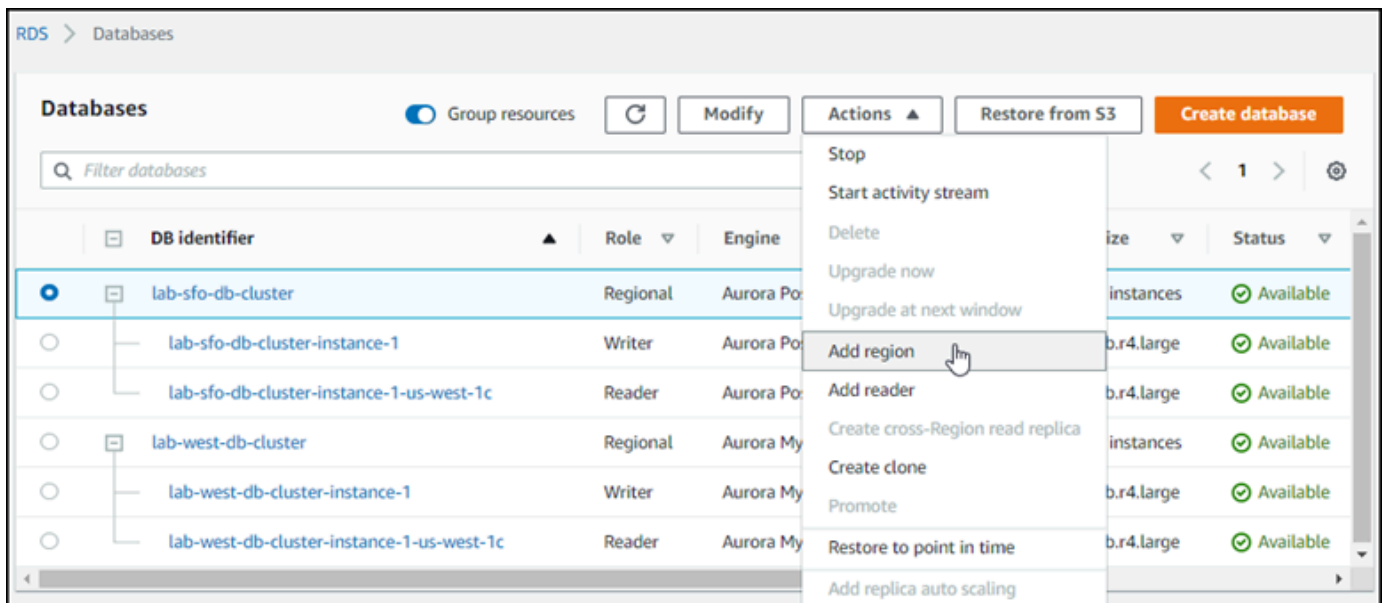 RDS > Databases
Databases Group resources Modify Actions Restore from S3 Create database
Filter databases
< 1 >
Stop
Start activity stream
Delete
Upgrade now
Upgrade at next window
Add region
Add reader
Create cross-Region read replica
Create clone
Promote
Restore to point in time
Add replica auto scaling
DB identifier Role Engine Status
lab-sfo-db-cluster Regional Aurora instances Available
lab-sfo-db-cluster-instance-1 Writer Aurora b.r4.large Available
lab-sfo-db-cluster-instance-1-us-west-1c Reader Aurora b.r4.large Available
lab-west-db-cluster Regional Aurora My instances Available
lab-west-db-cluster-instance-1 Writer Aurora My b.r4.large Available
lab-west-db-cluster-instance-1-us-west-1c Reader Aurora My b.r4.large Available